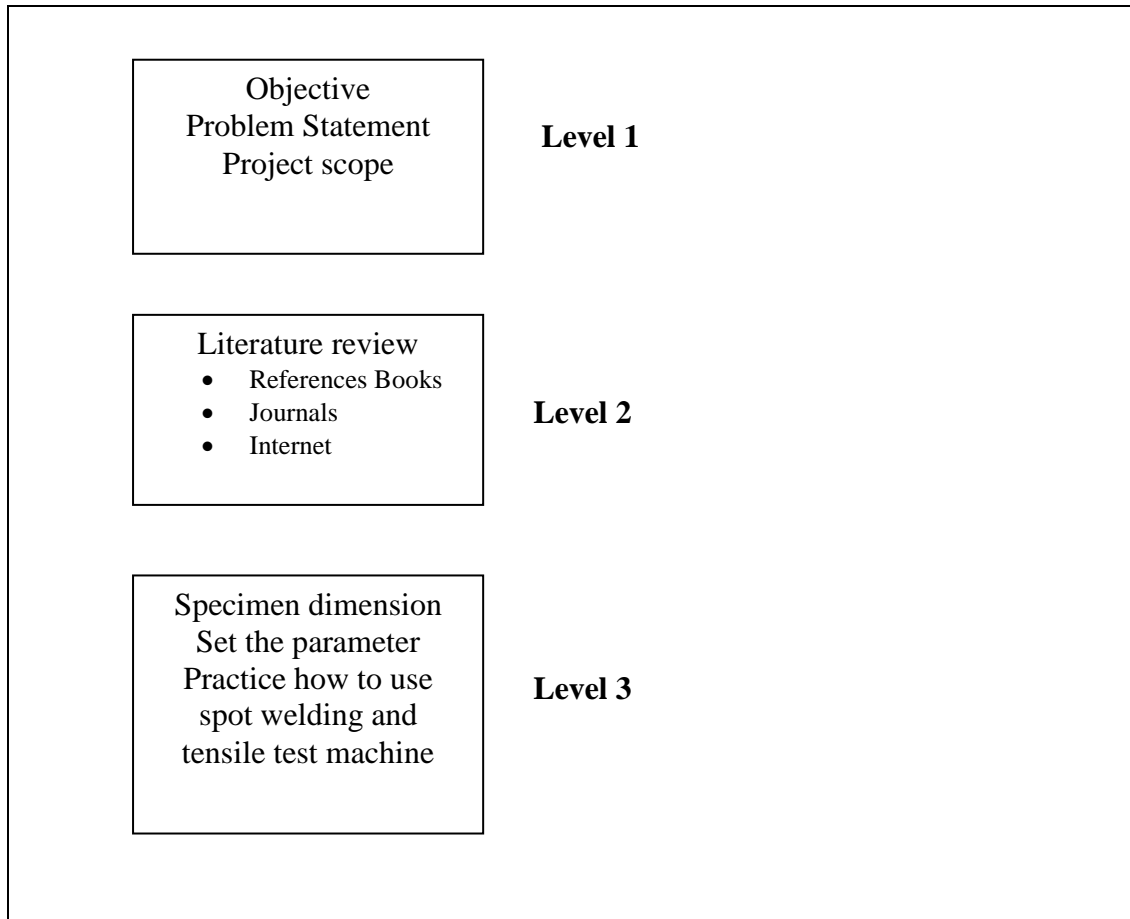 Objective
Problem Statement
Project scope
Level 1
Literature review
• References Books
• Journals
• Internet
Level 2
Specimen dimension
Set the parameter
Practice how to use
spot welding and
tensile test machine
Level 3